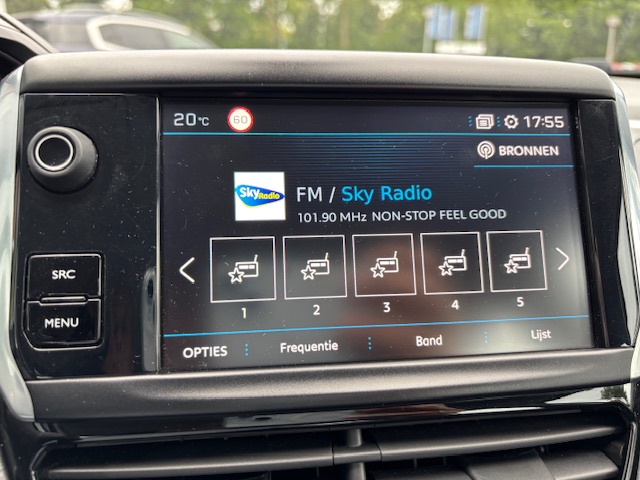 20°C 60 17:55
BRONNEN
Sky Radio
FM / Sky Radio
101.90 MHz NON-STOP FEEL GOOD
SRC
MENU
1 2 3 4 5
OPTIES Frequentie Band Lijst